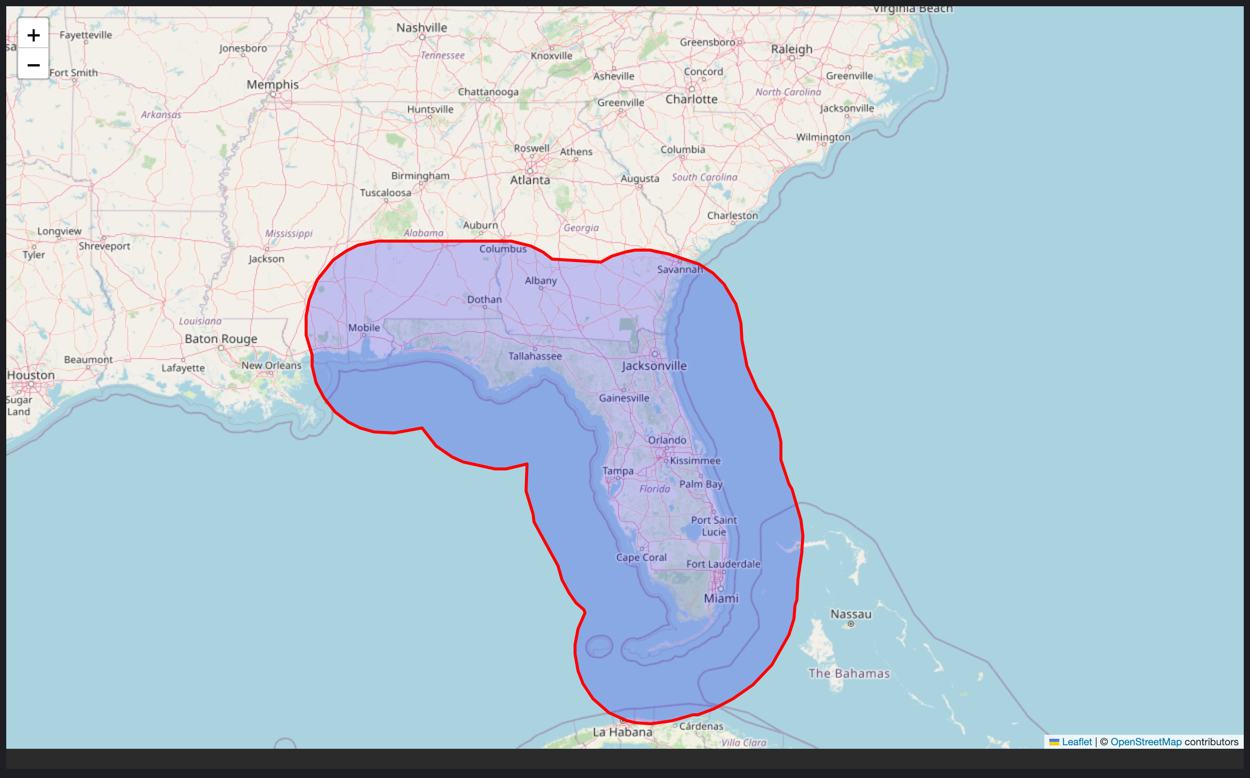 +
−
Virginia Beach
Fayetteville
Nashville
Greensboro
Raleigh
Jonesboro
Tennessee
Knoxville
Fort Smith
Memphis
Asheville
Concord
Greenville
Chattanooga
Greenville
Charlotte
North Carolina
Arkansas
Huntsville
Jacksonville
Wilmington
Roswell
Athens
Columbia
Birmingham
Atlanta
Augusta
South Carolina
Tuscaloosa
Charleston
Longview
Shreveport
Mississippi
Alabama
Auburn
Georgia
Tyler
Jackson
Columbus
Savannah
Albany
Dothan
Louisiana
Mobile
Baton Rouge
Tallahassee
Beaumont
Lafayette
New Orleans
Jacksonville
Houston
Sugar
Land
Gainesville
Orlando
Kissimmee
Tampa
Palm Bay
Florida
Port Saint
Lucie
Cape Coral
Fort Lauderdale
Miami
Nassau
The Bahamas
La Habana
Cárdenas
Villa Clara
Leaflet | © OpenStreetMap contributors